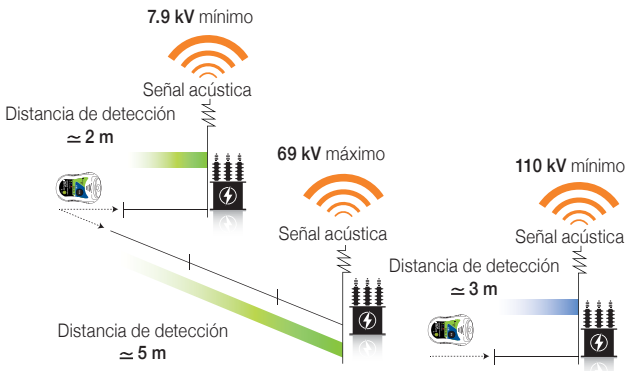 7.9 kV mínimo
Señal acústica
Distancia de detección
≃ 2 m
69 kV máximo
Señal acústica
Distancia de detección
≃ 5 m
110 kV mínimo
Señal acústica
Distancia de detección
≃ 3 m